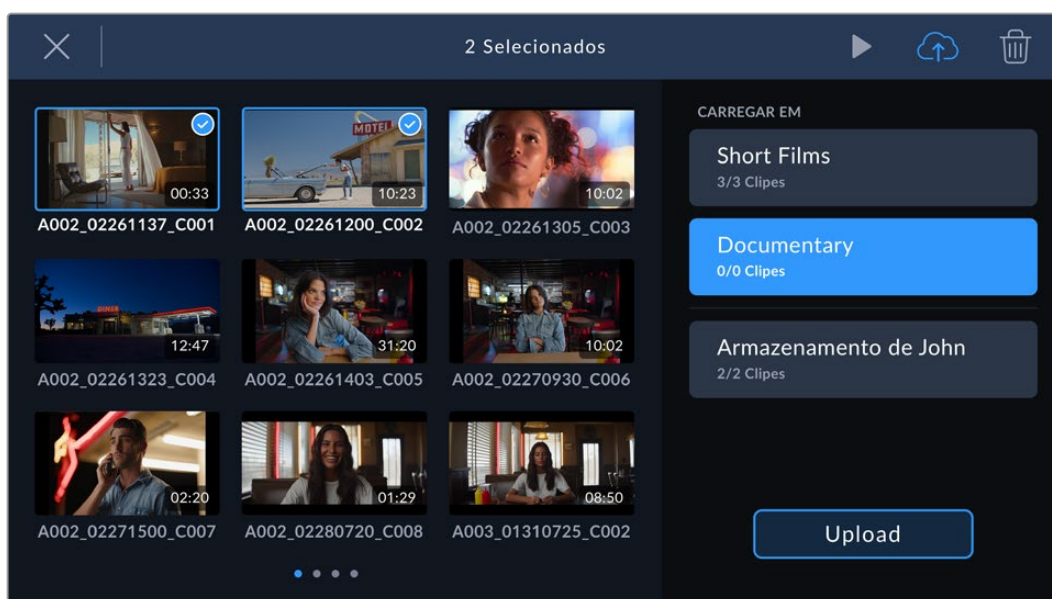 2 Selecionados
MOTEL
00:33
10:23
10:02
A002_02261137_C001 A002_02261200_C002 A002_02261305_C003
DINER
12:47
31:20
10:02
A002_02261323_C004 A002_02261403_C005 A002_02270930_C006
02:20
01:29
08:50
A002_02271500_C007 A002_02280720_C008 A003_01310725_C002
CARREGAR EM
Short Films
3/3 Clipes
Documentary
0/0 Clipes
Armazenamento de John
2/2 Clipes
Upload